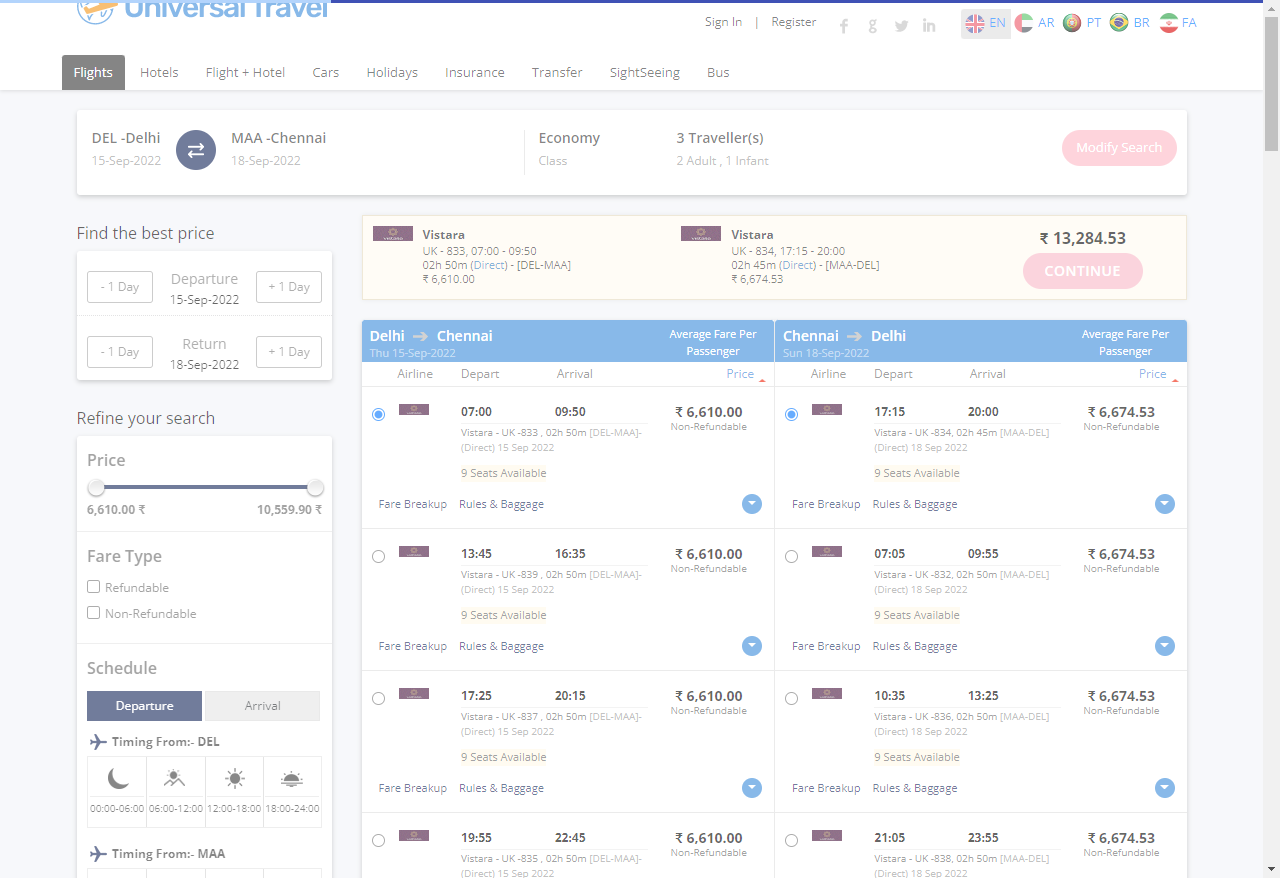 Universal Travel
Sign In | Register
EN AR PT BR FA
Flights Hotels Flight + Hotel Cars Holidays Insurance Transfer SightSeeing Bus
DEL -Delhi MAA -Chennai Economy 3 Traveller(s)
15-Sep-2022 18-Sep-2022 Class 2 Adult , 1 Infant
Modify Search
Find the best price
- 1 Day Departure + 1 Day
15-Sep-2022
- 1 Day Return + 1 Day
18-Sep-2022
Refine your search
Price
6,610.00 ₹ 10,559.90 ₹
Fare Type
Refundable
Non-Refundable
Schedule
Departure Arrival
Timing From:- DEL
00:00-06:00 06:00-12:00 12:00-18:00 18:00-24:00
Timing From:- MAA
Vistara
UK - 833, 07:00 - 09:50
02h 50m (Direct) - [DEL-MAA]
₹ 6,610.00
Vistara
UK - 834, 17:15 - 20:00
02h 45m (Direct) - [MAA-DEL]
₹ 6,674.53
₹ 13,284.53
CONTINUE
Delhi Chennai
Thu 15-Sep-2022
Average Fare Per
Passenger
Airline Depart Arrival Price
07:00 09:50 ₹ 6,610.00
Vistara - UK -833 , 02h 50m [DEL-MAA]- Non-Refundable
(Direct) 15 Sep 2022
9 Seats Available
Fare Breakup Rules & Baggage
13:45 16:35 ₹ 6,610.00
Vistara - UK -839 , 02h 50m [DEL-MAA]- Non-Refundable
(Direct) 15 Sep 2022
9 Seats Available
Fare Breakup Rules & Baggage
17:25 20:15 ₹ 6,610.00
Vistara - UK -837 , 02h 50m [DEL-MAA]- Non-Refundable
(Direct) 15 Sep 2022
9 Seats Available
Fare Breakup Rules & Baggage
19:55 22:45 ₹ 6,610.00
Vistara - UK -835 , 02h 50m [DEL-MAA]- Non-Refundable
(Direct) 15 Sep 2022
Chennai Delhi
Sun 18-Sep-2022
Average Fare Per
Passenger
Airline Depart Arrival Price
17:15 20:00 ₹ 6,674.53
Vistara - UK -834, 02h 45m [MAA-DEL] Non-Refundable
(Direct) 18 Sep 2022
9 Seats Available
Fare Breakup Rules & Baggage
07:05 09:55 ₹ 6,674.53
Vistara - UK -832, 02h 50m [MAA-DEL] Non-Refundable
(Direct) 18 Sep 2022
9 Seats Available
Fare Breakup Rules & Baggage
10:35 13:25 ₹ 6,674.53
Vistara - UK -836, 02h 50m [MAA-DEL] Non-Refundable
(Direct) 18 Sep 2022
9 Seats Available
Fare Breakup Rules & Baggage
21:05 23:55 ₹ 6,674.53
Vistara - UK -838, 02h 50m [MAA-DEL] Non-Refundable
(Direct) 18 Sep 2022